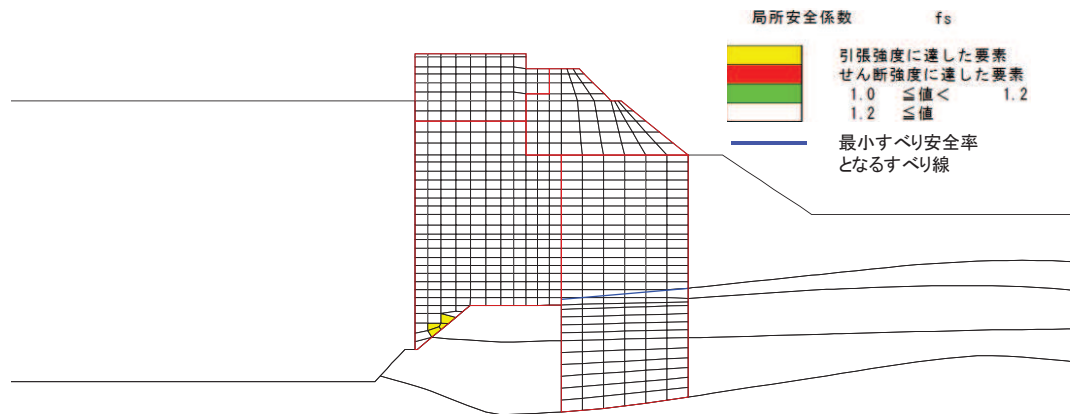 局所安全係数 fs
引張強度に達した要素
せん断強度に達した要素
1.0 ≦値< 1.2
1.2 ≦値
最小すべり安全率
となるすべり線